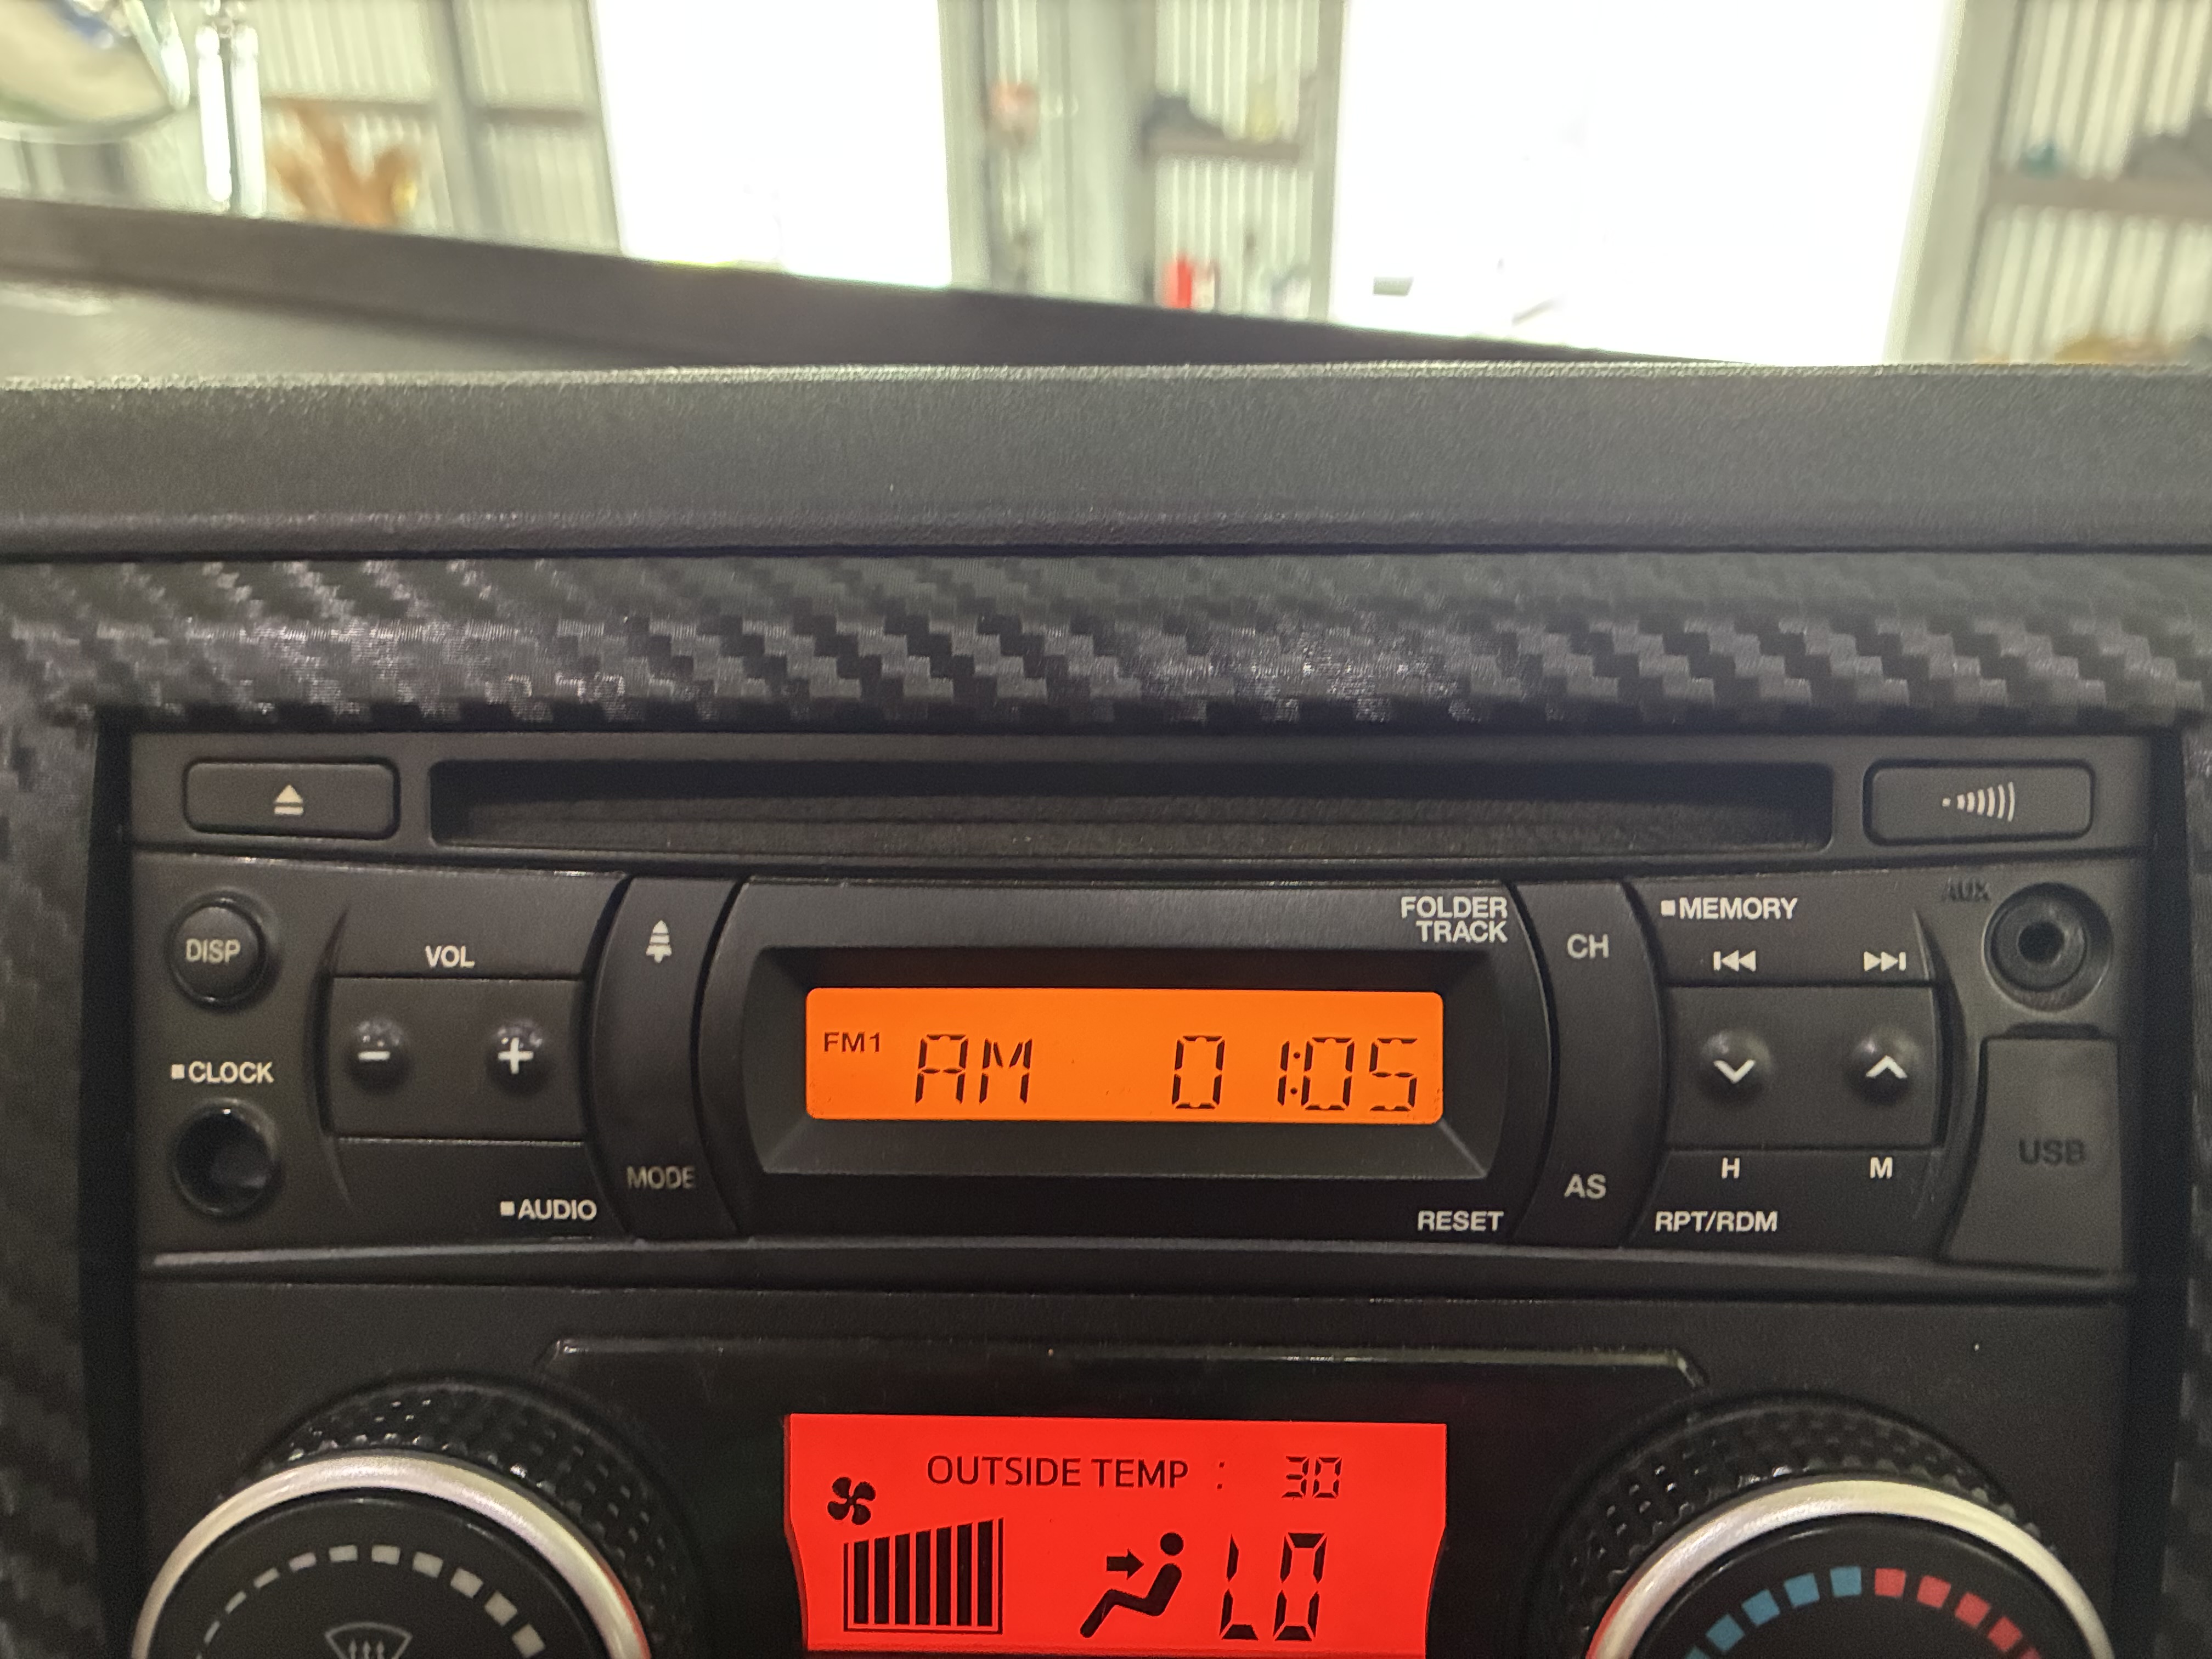 FOLDER
TRACK
CH
■MEMORY
AUX
DISP
VOL
FM1 AM 01:05
■CLOCK
USB
MODE
AS
H M
■AUDIO
RESET
RPT/RDM
OUTSIDE TEMP : 30
LO